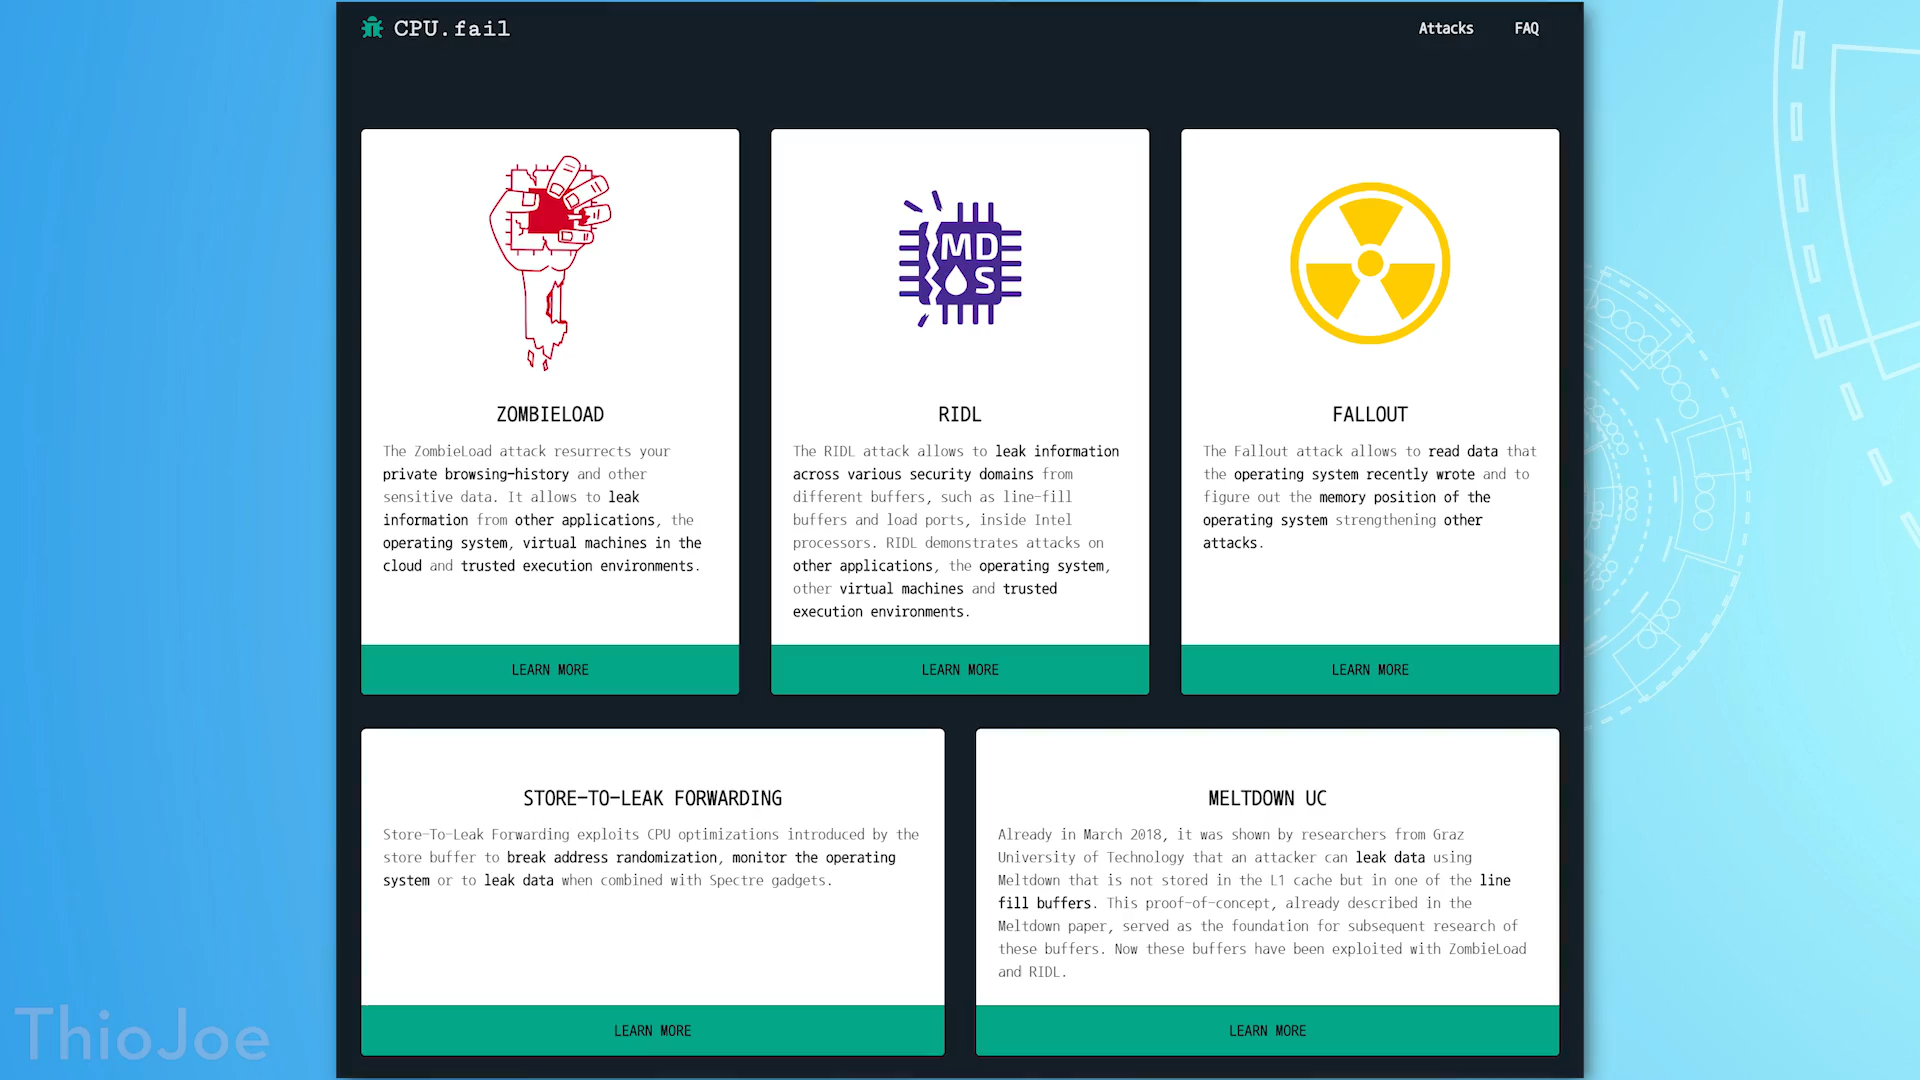 CPU.fail
Attacks
FAQ
MD
S
ZOMBIELOAD
The ZombieLoad attack resurrects your
private browsing-history and other
sensitive data. It allows to leak
information from other applications, the
operating system, virtual machines in the
cloud and trusted execution environments.
LEARN MORE
RIDL
The RIDL attack allows to leak information
across various security domains from
different buffers, such as line-fill
buffers and load ports, inside Intel
processors. RIDL demonstrates attacks on
other applications, the operating system,
other virtual machines and trusted
execution environments.
LEARN MORE
FALLOUT
The Fallout attack allows to read data that
the operating system recently wrote and to
figure out the memory position of the
operating system strengthening other
attacks.
LEARN MORE
STORE-TO-LEAK FORWARDING
Store-To-Leak Forwarding exploits CPU optimizations introduced by the
store buffer to break address randomization, monitor the operating
system or to leak data when combined with Spectre gadgets.
LEARN MORE
MELTDOWN UC
Already in March 2018, it was shown by researchers from Graz
University of Technology that an attacker can leak data using
Meltdown that is not stored in the L1 cache but in one of the line
fill buffers. This proof-of-concept, already described in the
Meltdown paper, served as the foundation for subsequent research of
these buffers. Now these buffers have been exploited with ZombieLoad
and RIDL.
LEARN MORE
ThioJoe